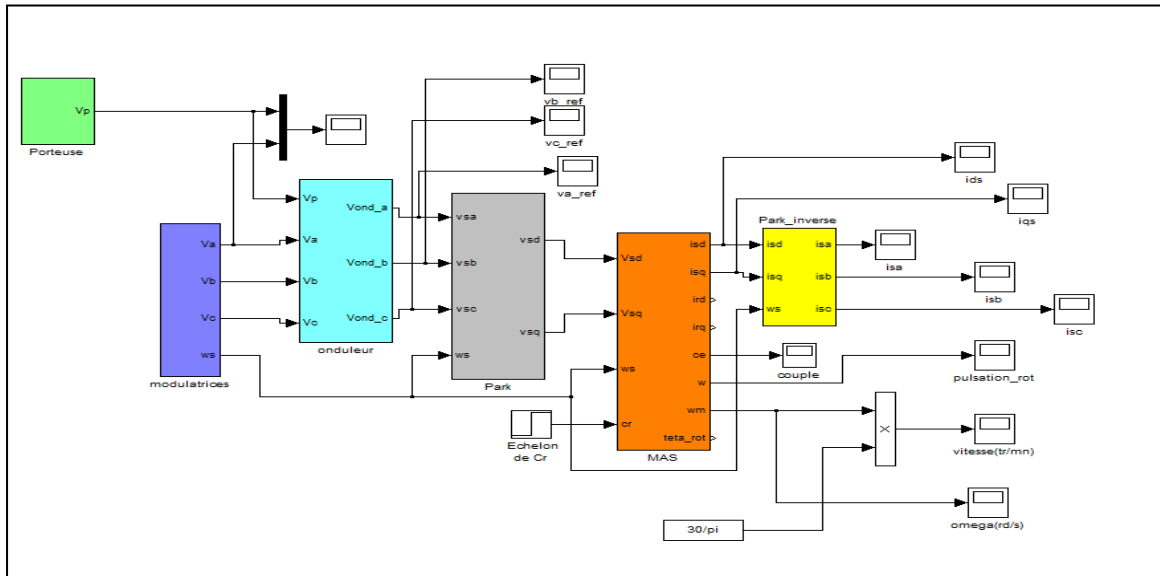 Vp
Porteuse
Va
Vb
Vc
ws
modulatrices
Vp
Va
Vb
Vc
Vond_a
Vond_b
Vond_c
onduleur
vb_ref
vc_ref
va_ref
vsa
vsb
vsc
ws
vsd
vsq
Park
Echelon
de Cr
Vsd
Vsq
ws
cr
isd
isq
ird
irq
ce
w
wm
teta_rot
MAS
couple
Park_inverse
isd
isq
ws
isa
isb
isc
ids
iqs
isa
isb
isc
pulsation_rot
×
vitesse(tr/mn)
30/pi
omega(rd/s)